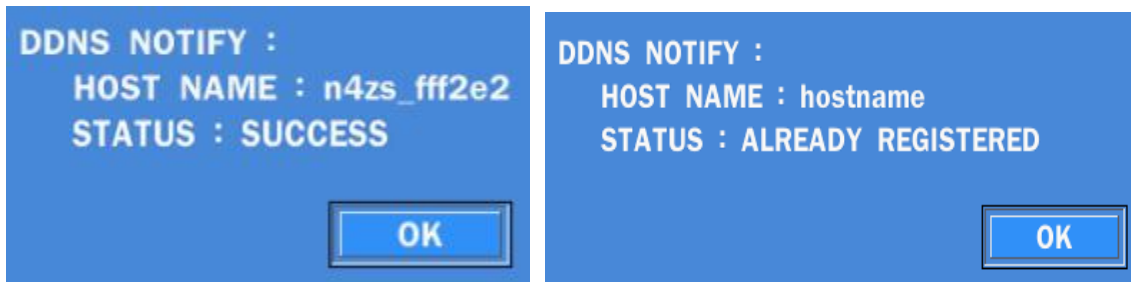 DDNS NOTIFY :
HOST NAME : n4zs_fff2e2
STATUS : SUCCESS
OK
DDNS NOTIFY :
HOST NAME : hostname
STATUS : ALREADY REGISTERED
OK